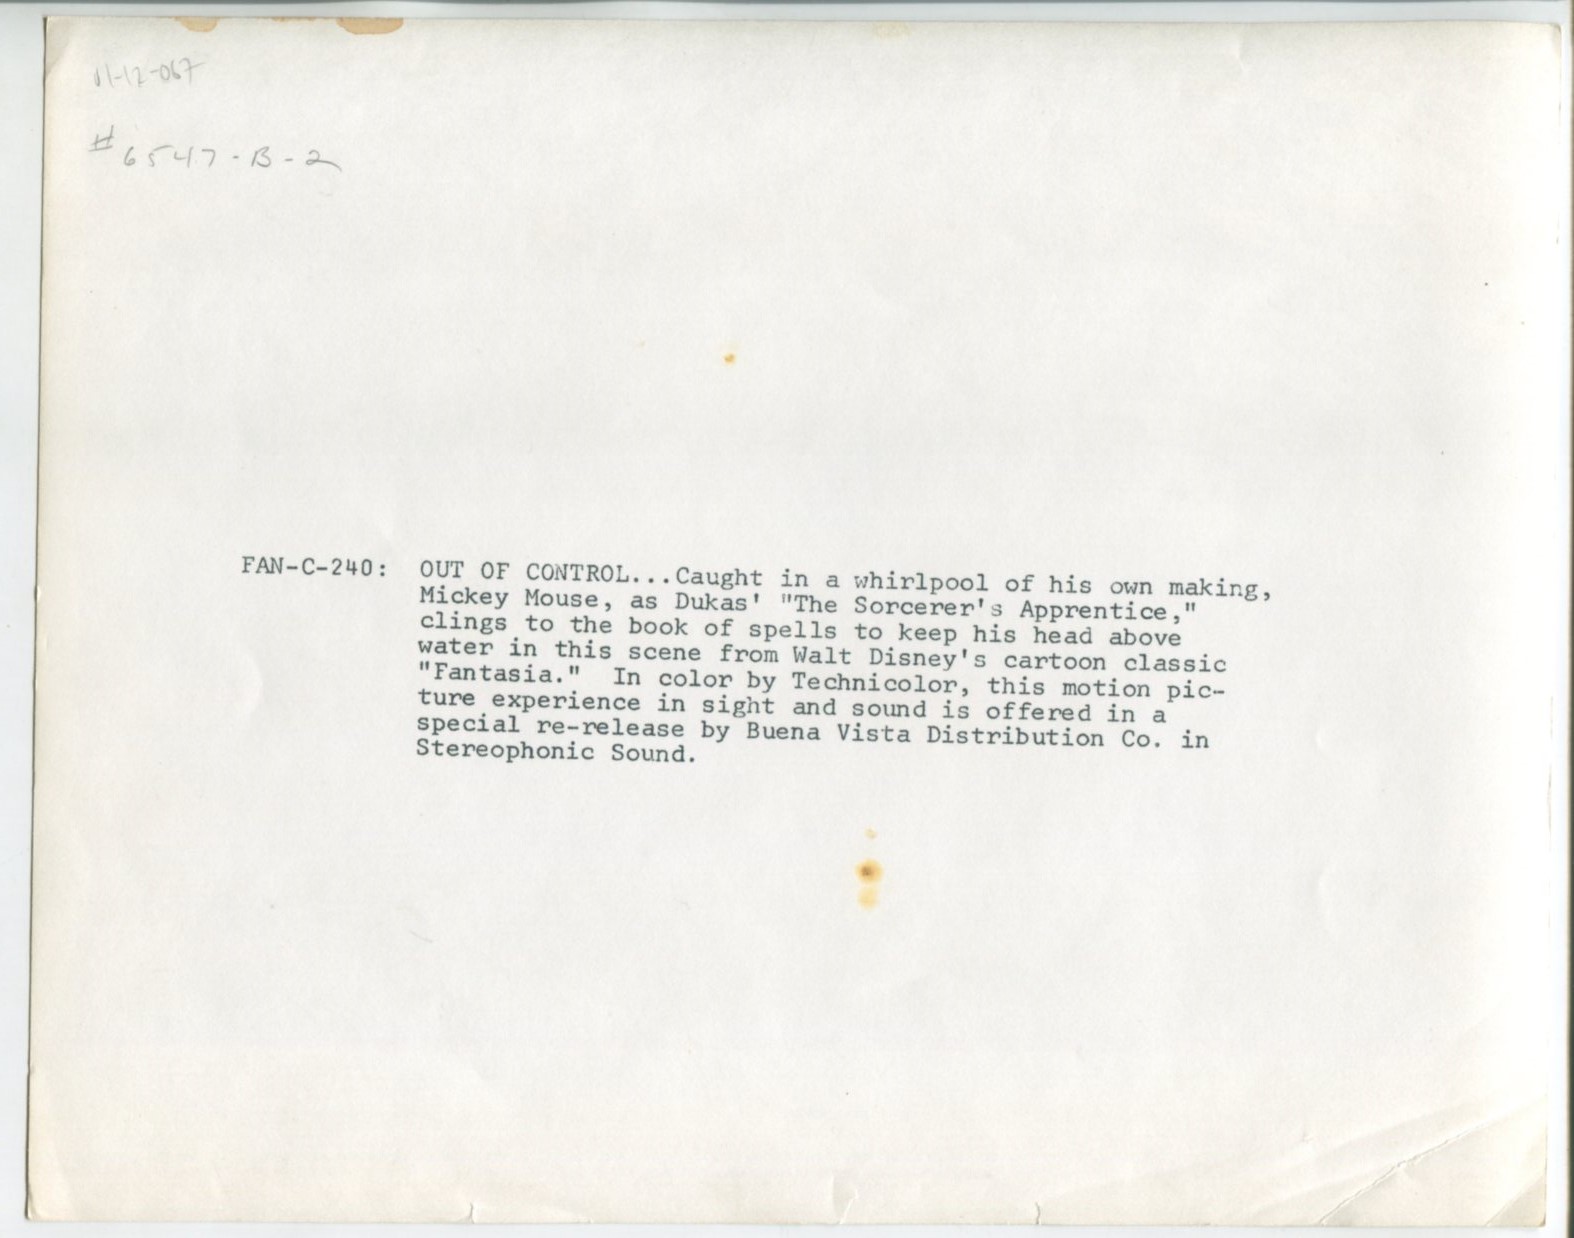 11-12-067
# 6547-B-2
FAN-C-240: OUT OF CONTROL...Caught in a whirlpool of his own making,
Mickey Mouse, as Dukas' "The Sorcerer's Apprentice,"
clings to the book of spells to keep his head above
water in this scene from Walt Disney's cartoon classic
"Fantasia." In color by Technicolor, this motion pic-
ture experience in sight and sound is offered in a
special re-release by Buena Vista Distribution Co. in
Stereophonic Sound.